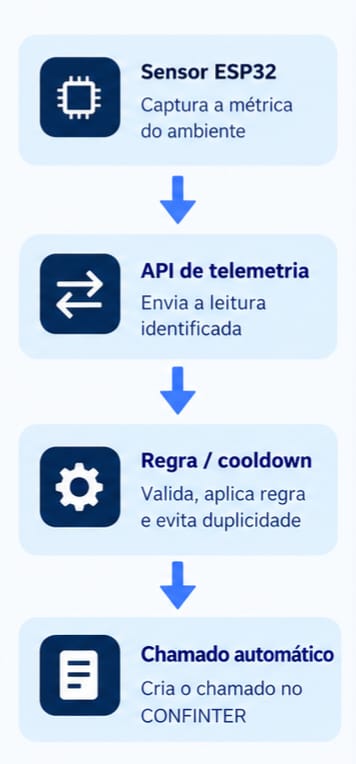 Sensor ESP32
Captura a métrica
do ambiente
API de telemetria
Envia a leitura
identificada
Regra / cooldown
Valida, aplica regra
e evita duplicidade
Chamado automático
Cria o chamado no
CONFINTER